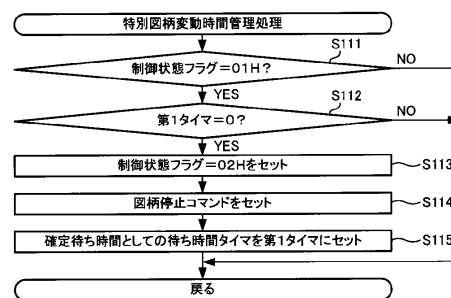 特別図柄変動時間管理処理
S111
制御状態フラグ=01H?
NO
YES
S112
第1タイマ=0?
NO
YES
制御状態フラグ=02Hをセット
S113
図柄停止コマンドをセット
S114
確定待ち時間としての待ち時間タイマを第1タイマにセット
S115
戻る